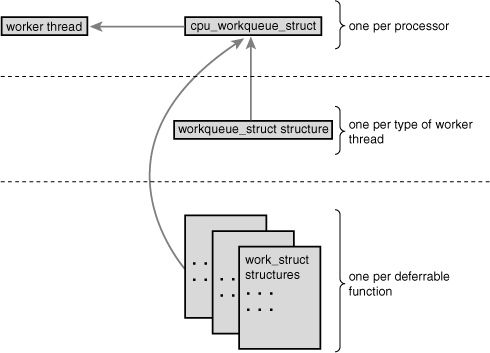 worker thread
cpu_workqueue_struct
one per processor
workqueue_struct structure
one per type of worker
thread
work_struct
structures
. . .
. . .
. .
. .
. .
. .
one per deferrable
function